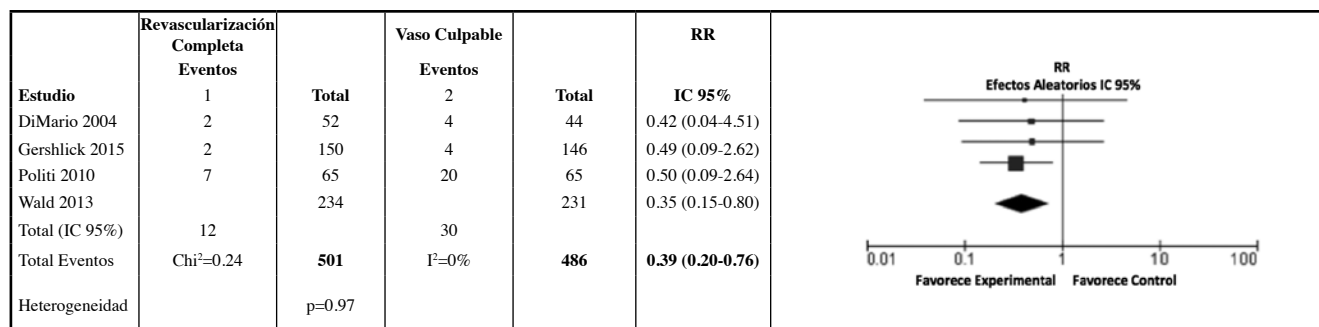 Revascularización Completa Vaso Culpable RR
Eventos Eventos
Estudio 1 Total 2 Total IC 95%
DiMario 2004 2 52 4 44 0.42 (0.04-4.51)
Gershlick 2015 2 150 4 146 0.49 (0.09-2.62)
Politi 2010 7 65 20 65 0.50 (0.09-2.64)
Wald 2013 234 231 0.35 (0.15-0.80)
Total (IC 95%) 12 30
Total Eventos Chi²=0.24 501 I²=0% 486 0.39 (0.20-0.76)
Heterogeneidad p=0.97
RR
Efectos Aleatorios IC 95%
0.01 0.1 1 10 100
Favorece Experimental Favorece Control